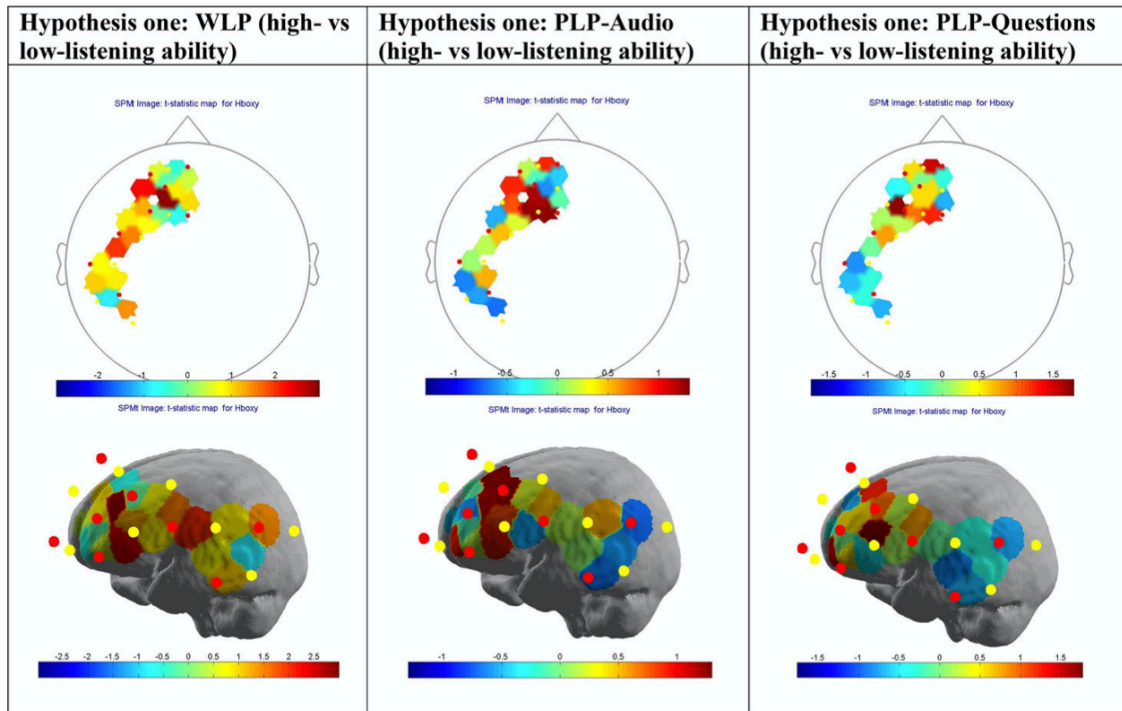 Hypothesis one: WLP (high- vs
low-listening ability)
Hypothesis one: PLP-Audio
(high- vs low-listening ability)
Hypothesis one: PLP-Questions
(high- vs low-listening ability)
SPMt Image: t-statistic map for Hboxy
-2 -1 0 1 2
SPMt Image: t-statistic map for Hboxy
-2.5 -2 -1.5 -1 -0.5 0 0.5 1 1.5 2 2.5
SPMt Image: t-statistic map for Hboxy
-1 -0.5 0 0.5 1
SPMt Image: t-statistic map for Hboxy
-1 -0.5 0 0.5 1
SPMt Image: t-statistic map for Hboxy
-1.5 -1 -0.5 0 0.5 1 1.5
SPMt Image: t-statistic map for Hboxy
-1.5 -1 -0.5 0 0.5 1 1.5